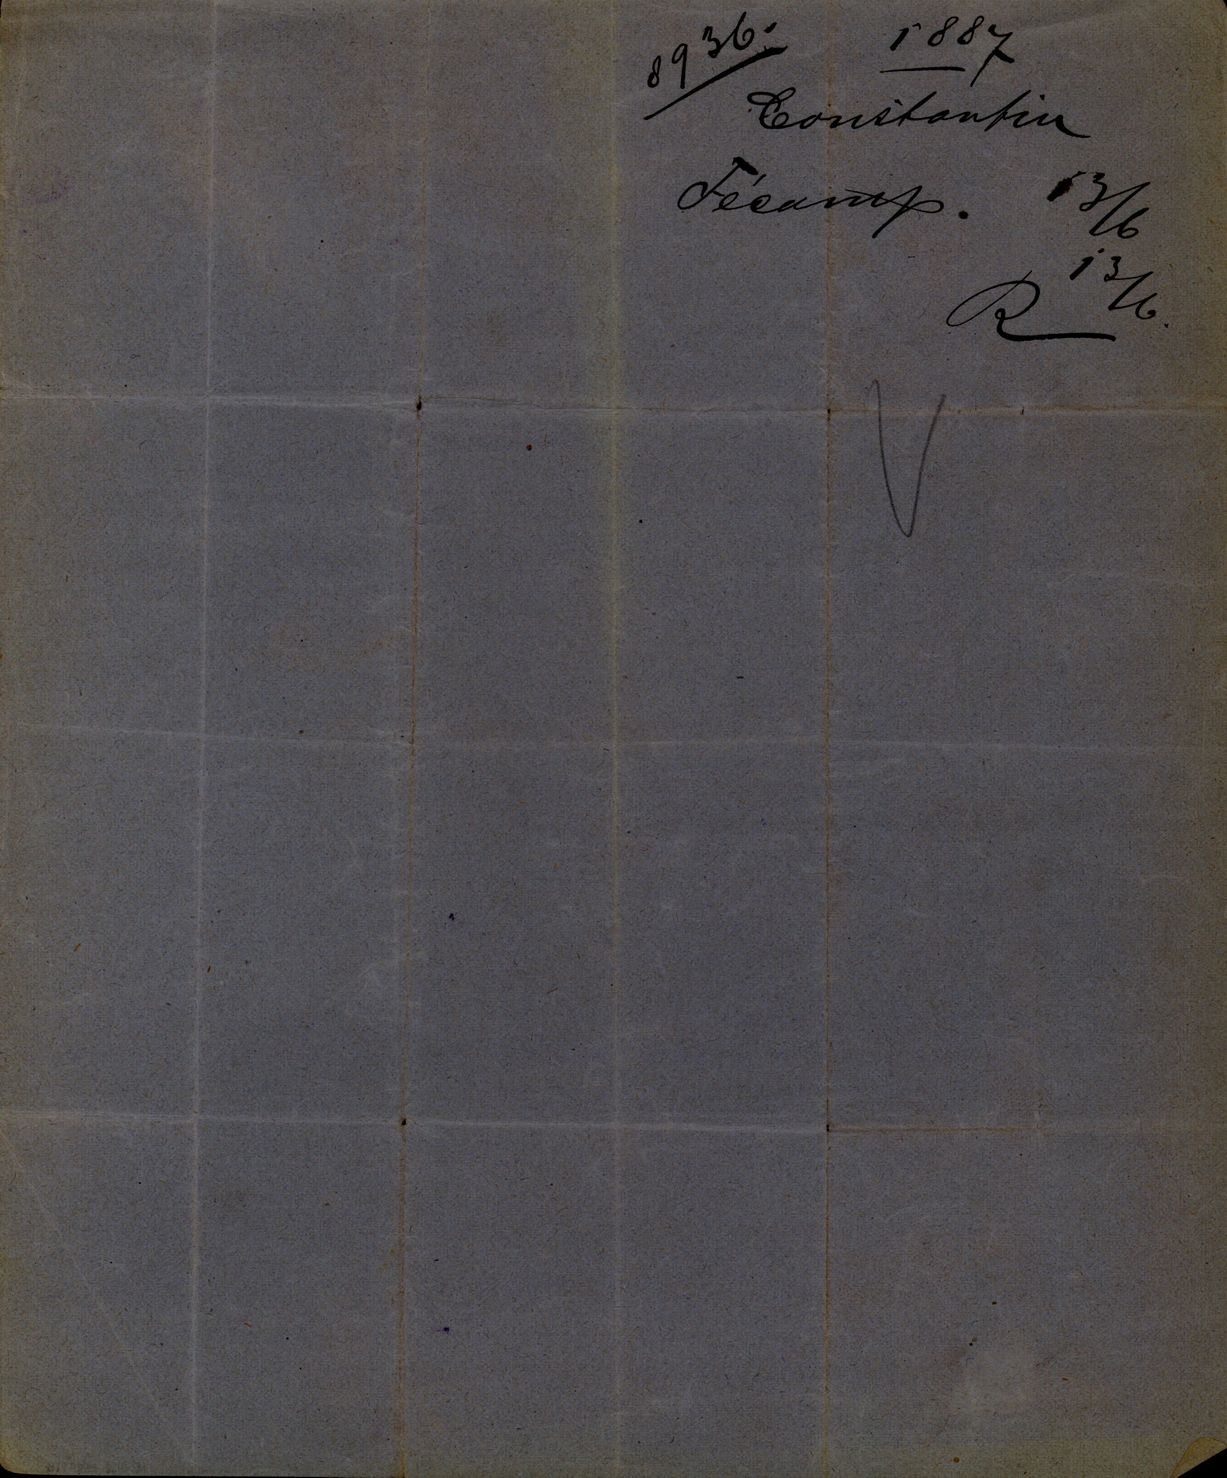 8936. 1887
Constantin
Fécamp. 13/6
13/6.
R
V